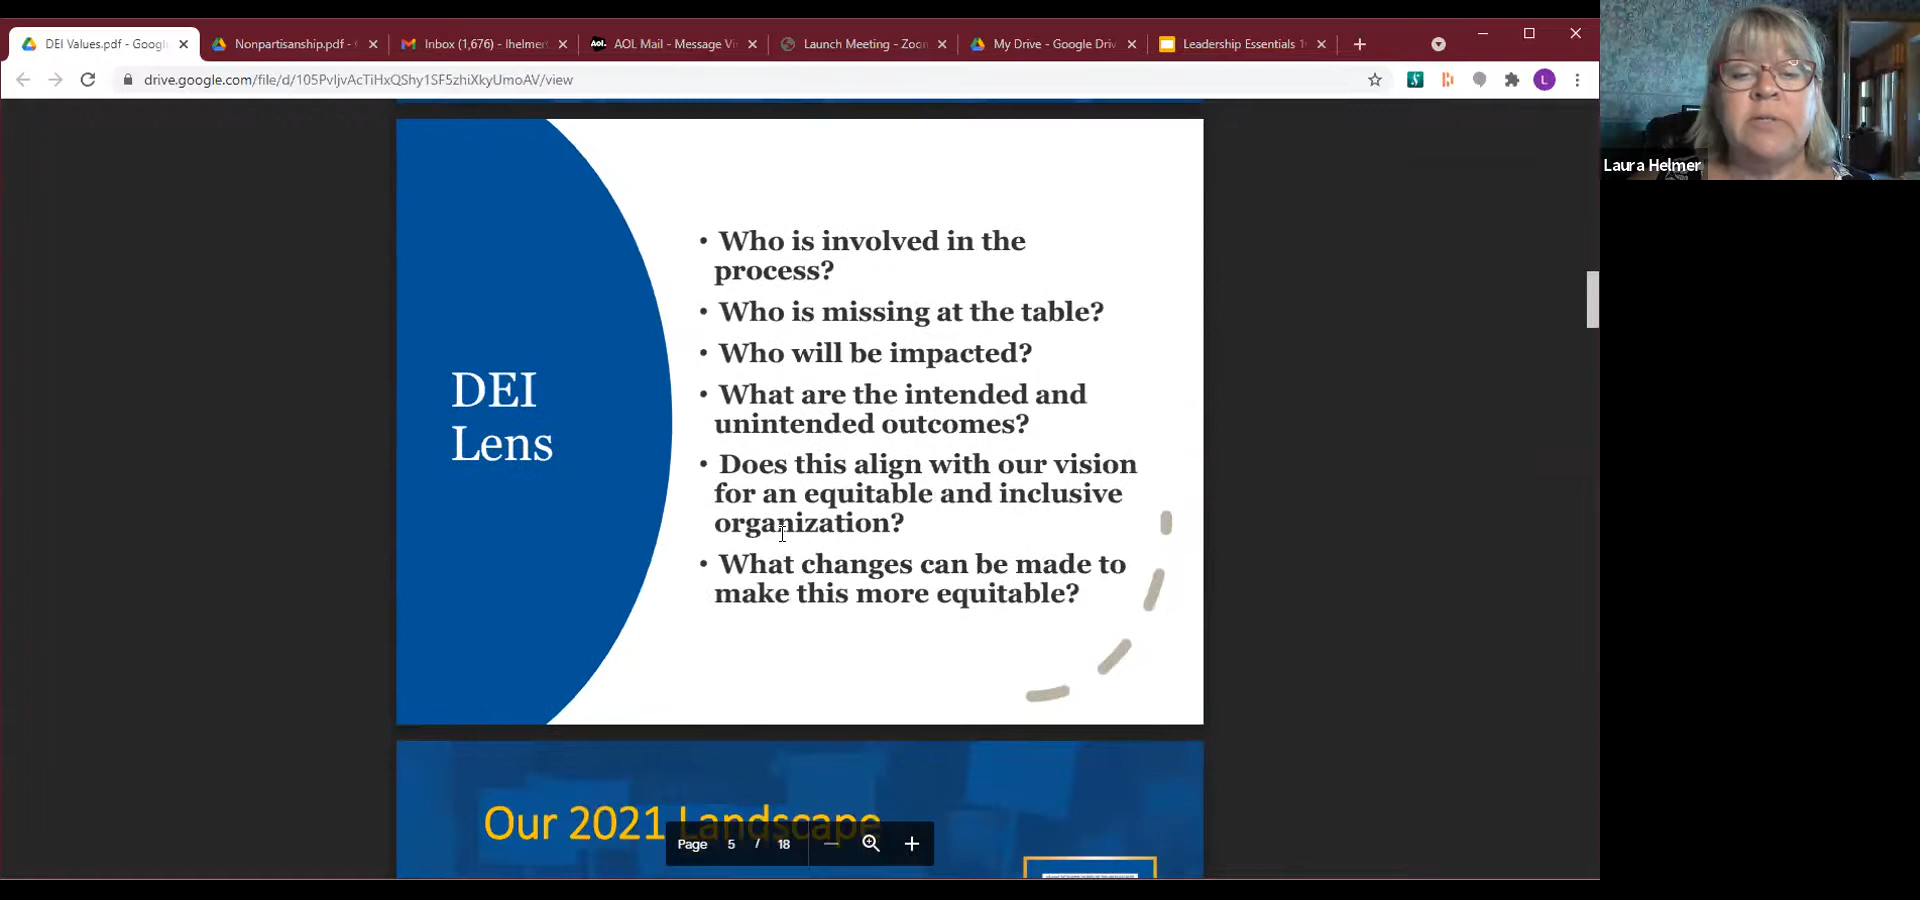 DEI Values.pdf - Googl
Nonpartisanship.pdf -
Inbox (1,676) - lhelmer
Aol.
AOL Mail - Message Vi
Launch Meeting - Zoo
My Drive - Google Driv
Leadership Essentials 1
drive.google.com/file/d/105PvljvAcTiHxQShy1SF5zhiXkyUmoAV/view
L
Laura Helmer
DEI
Lens
• Who is involved in the
process?
• Who is missing at the table?
• Who will be impacted?
• What are the intended and
unintended outcomes?
• Does this align with our vision
for an equitable and inclusive
organization?
• What changes can be made to
make this more equitable?
Our 2021 Landscape
Page 5 / 18